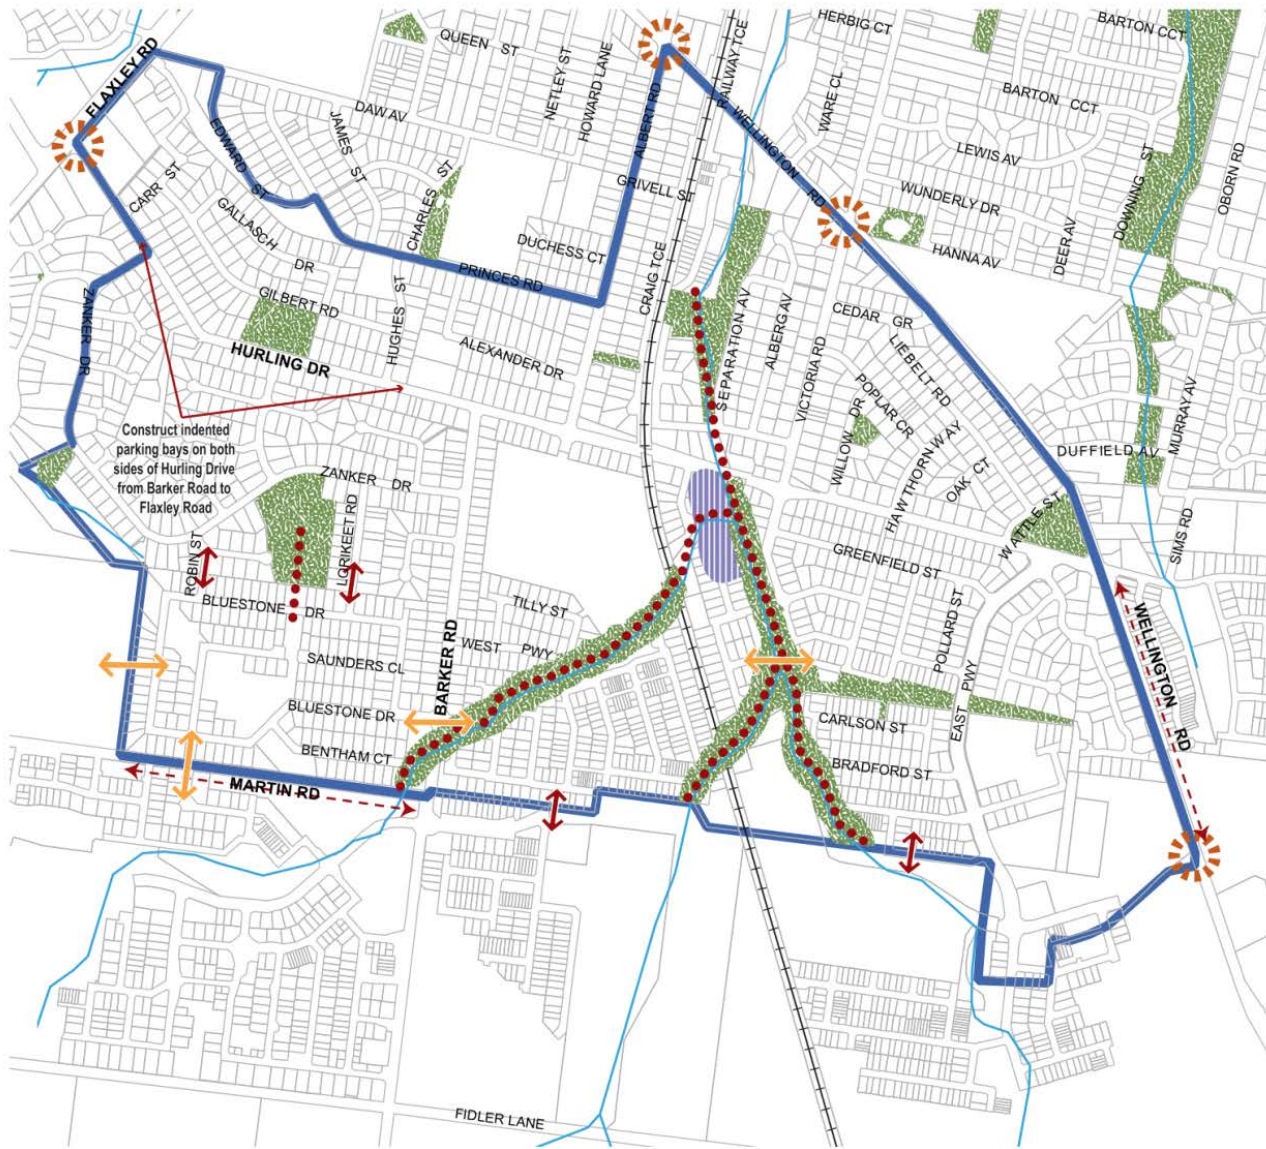 HERBIG CT
BARTON CCT
QUEEN ST
FLAXLEY RD
NETLEY ST
HOWARD LANE
RAILWAY TCE
WARE CL
BARTON CCT
DAW AV
ALBERT RD
WELLINGTON RD
JAMES ST
EDWARD ST
LEWIS AV
DOWNING ST
OBORN RD
CARR ST
CHARLES ST
GRIVELL ST
WUNDERLY DR
GALLASCH DR
DUCHESS CT
CRAIG TCE
HANNA AV
DEER AV
PRINCES RD
GILBERT RD
ZANKER DR
HUGHES ST
SEPARATION AV
ALBERG AV
CEDAR GR
HURLING DR
ALEXANDER DR
VICTORIA RD
LIEBELT RD
POPLAR CR
WILLOW DR
MURRAY AV
Construct indented
parking bays on both
sides of Hurling Drive
from Barker Road to
Flaxley Road
HAWTHORN WAY
OAK CT
DUFFIELD AV
ZANKER DR
LORIKEET RD
WATTLE ST
SIMS RD
ROBIN ST
GREENFIELD ST
BLUESTONE DR
TILLY ST
POLLARD ST
WELLINGTON RD
WEST PWY
SAUNDERS CL
BARKER RD
EAST PWY
BLUESTONE DR
CARLSON ST
BENTHAM CT
BRADFORD ST
MARTIN RD
FIDLER LANE